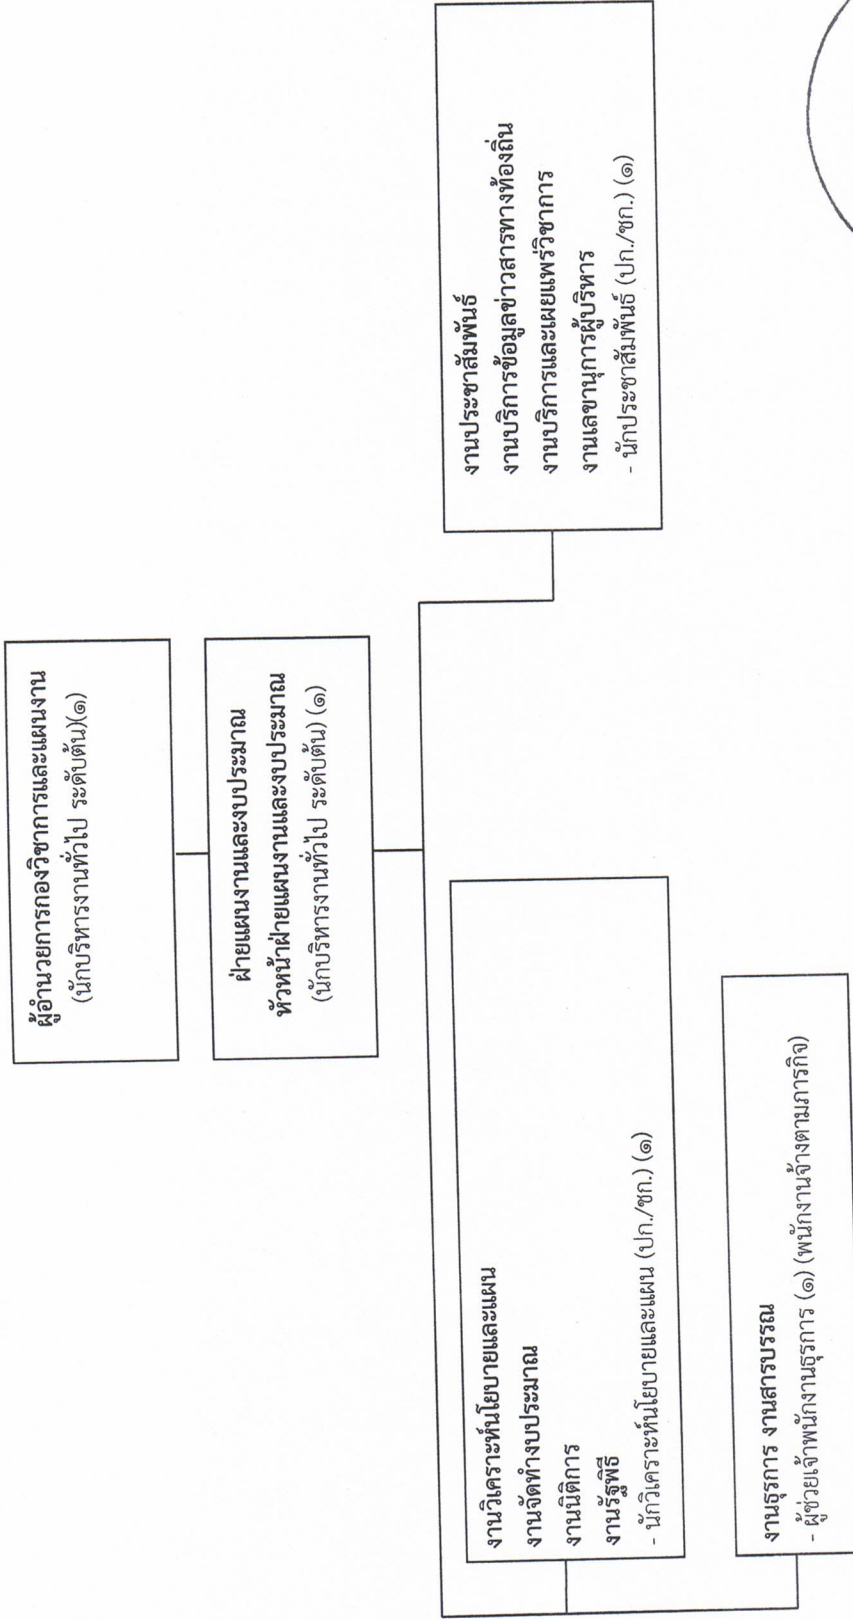 ผู้อำนวยการกองวิชาการและแผนงาน
(นักบริหารงานทั่วไป ระดับต้น)(๑)
ฝ่ายแผนงานและงบประมาณ
หัวหน้าฝ่ายแผนงานและงบประมาณ
(นักบริหารงานทั่วไป ระดับต้น) (๑)
งานวิเคราะห์นโยบายและแผน
งานจัดทำงบประมาณ
งานนิติการ
งานรัฐพิธี
- นักวิเคราะห์นโยบายและแผน (ปก./ชก.) (๑)
งานประชาสัมพันธ์
งานบริการข้อมูลข่าวสารทางท้องถิ่น
งานบริการและเผยแพร่วิชาการ
งานเลขานุการผู้บริหาร
- นักประชาสัมพันธ์ (ปก./ชก.) (๑)
งานธุรการ งานสารบรรณ
- ผู้ช่วยเจ้าพนักงานธุรการ (๑) (พนักงานจ้างตามภารกิจ)